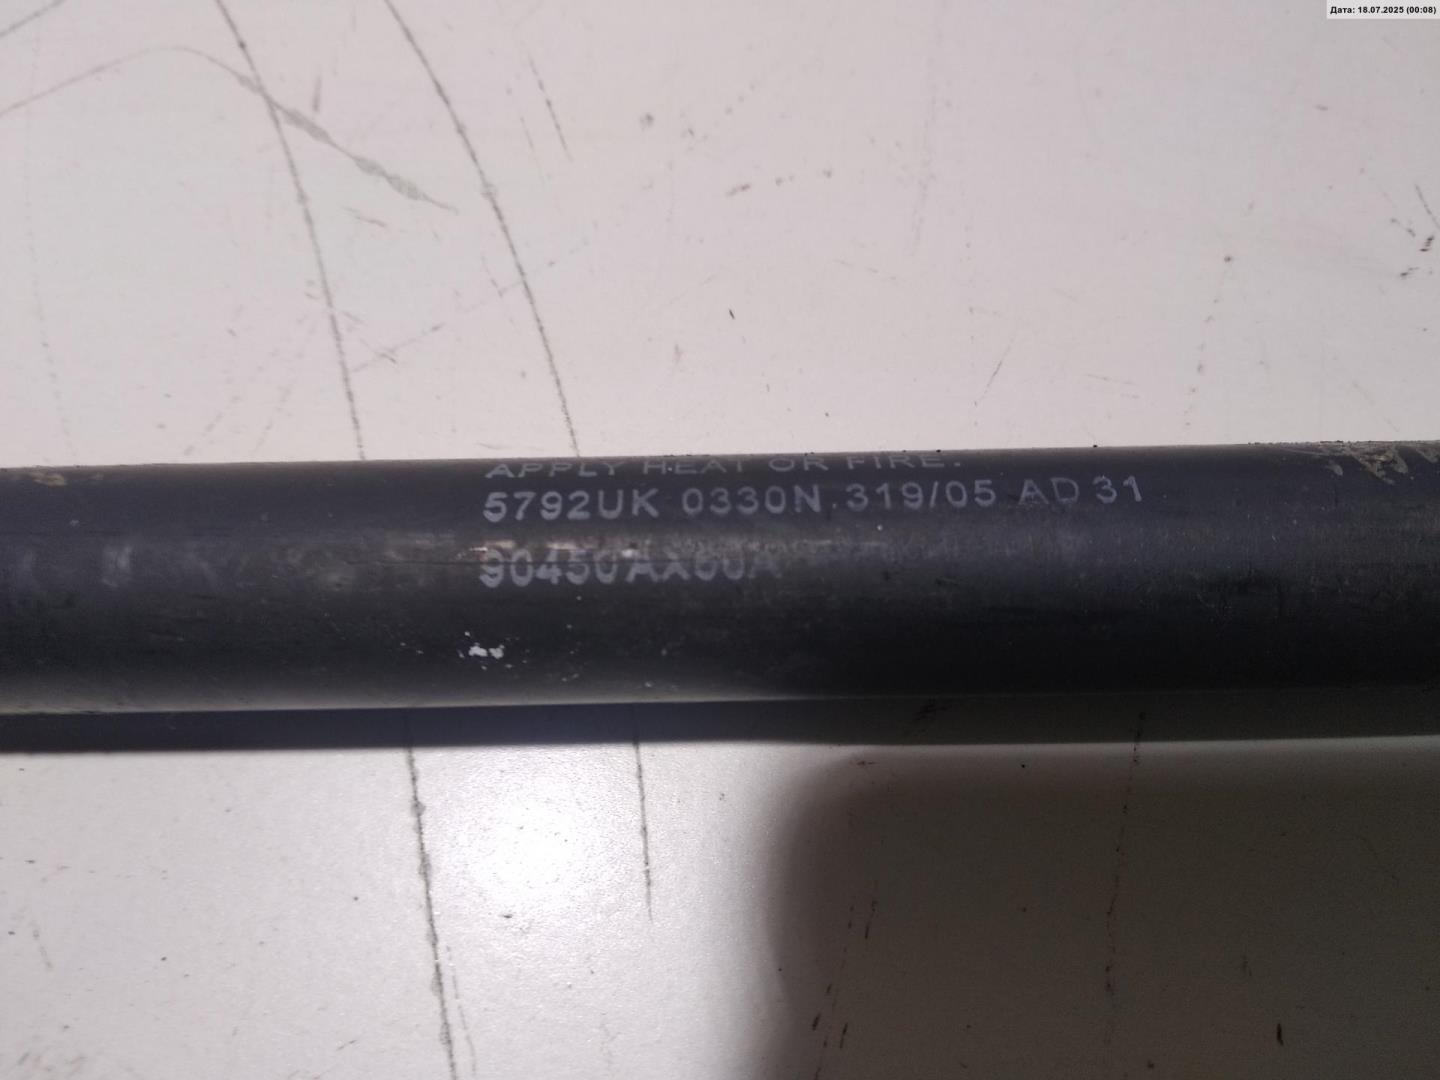 Дата: 18.07.2025 (00:08)
APPLY HEAT OR FIRE.
5792UK 0330N 319/05 AD 31
90450AX60A